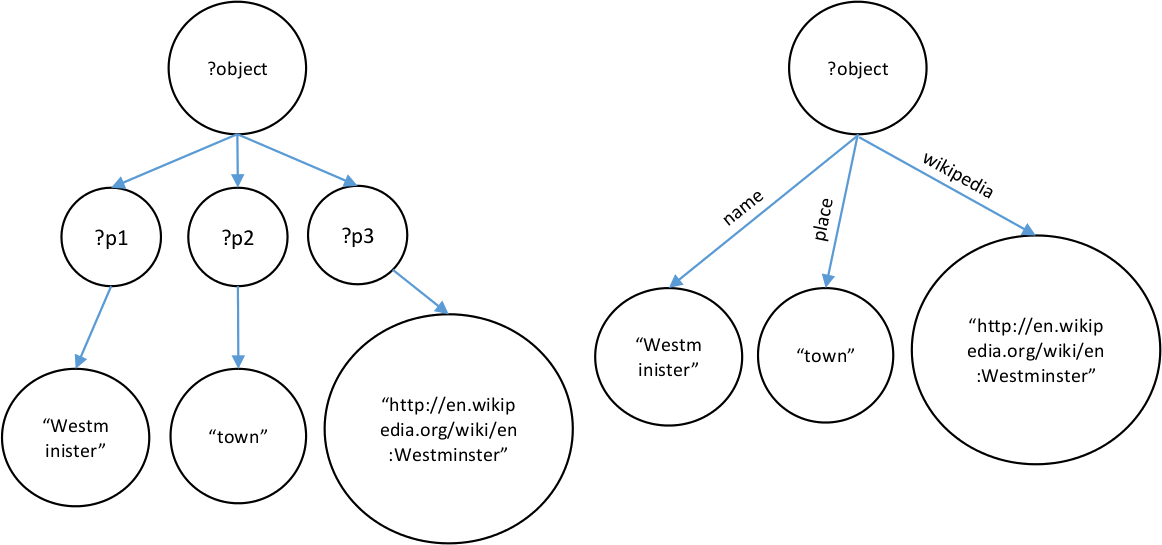 ?object
?p1
?p2
?p3
“Westm
inister”
“town”
“http://en.wikip
edia.org/wiki/en
:Westminster”
?object
name
place
wikipedia
“Westm
inister”
“town”
“http://en.wikip
edia.org/wiki/en
:Westminster”